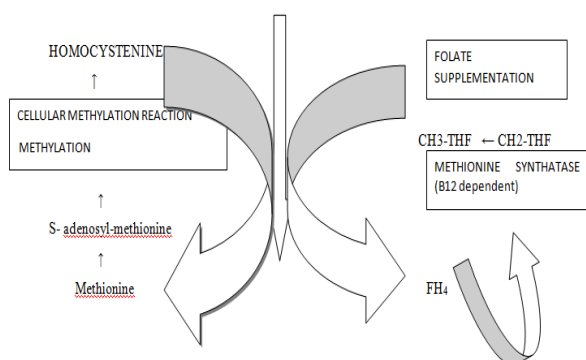 HOMOCYSTENINE
↑
CELLULAR METHYLATION REACTION
METHYLATION
↑
S- adenosyl-methionine
↑
Methionine
FOLATE
SUPPLEMENTATION
CH3-THF ← CH2-THF
METHIONINE SYNTHATASE
(B12 dependent)
FH4